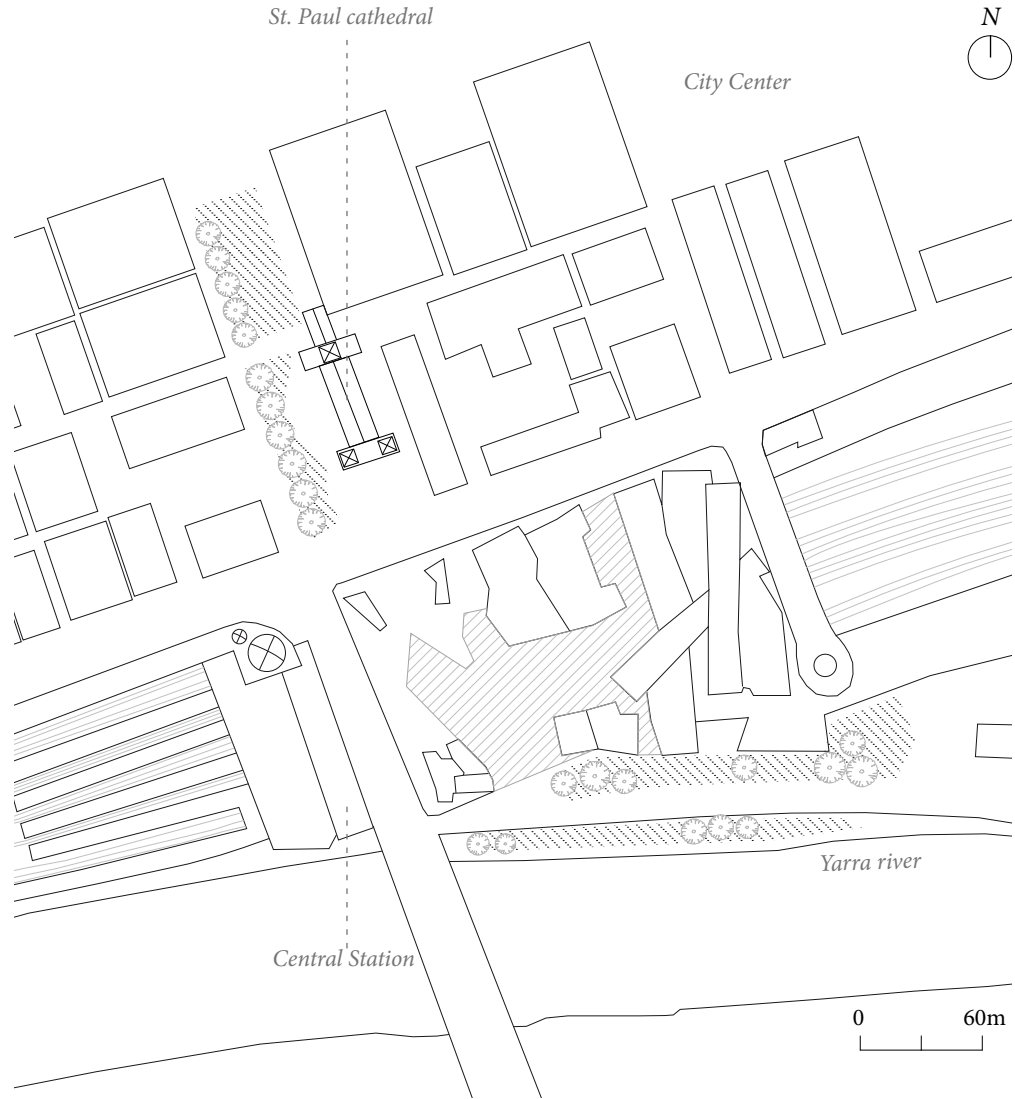 St. Paul cathedral
N
City Center
Yarra river
Central Station
0 60m